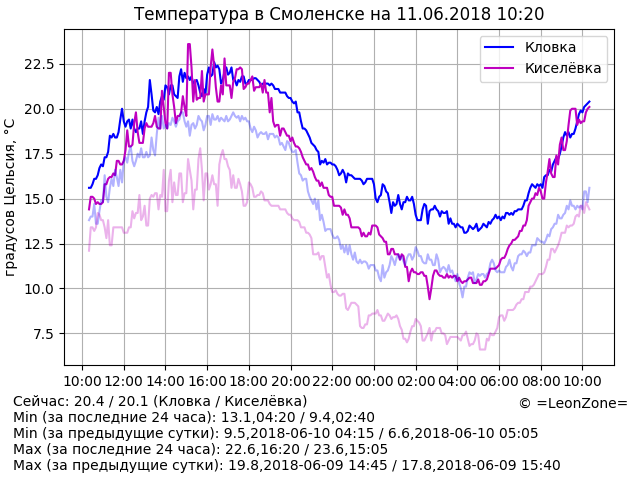 Температура в Смоленске на 11.06.2018 10:20
Кловка
Киселёвка
градусов Цельсия, °C
22.5
20.0
17.5
15.0
12.5
10.0
7.5
10:00 12:00 14:00 16:00 18:00 20:00 22:00 00:00 02:00 04:00 06:00 08:00 10:00
Сейчас: 20.4 / 20.1 (Кловка / Киселёвка)
© =LeonZone=
Min (за последние 24 часа): 13.1,04:20 / 9.4,02:40
Min (за предыдущие сутки): 9.5,2018-06-10 04:15 / 6.6,2018-06-10 05:05
Max (за последние 24 часа): 22.6,16:20 / 23.6,15:05
Max (за предыдущие сутки): 19.8,2018-06-09 14:45 / 17.8,2018-06-09 15:40